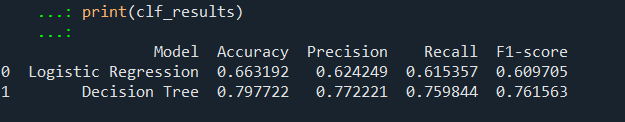 ...: print(clf_results)
...:
Model Accuracy Precision Recall F1-score
0 Logistic Regression 0.663192 0.624249 0.615357 0.609705
1 Decision Tree 0.797722 0.772221 0.759844 0.761563